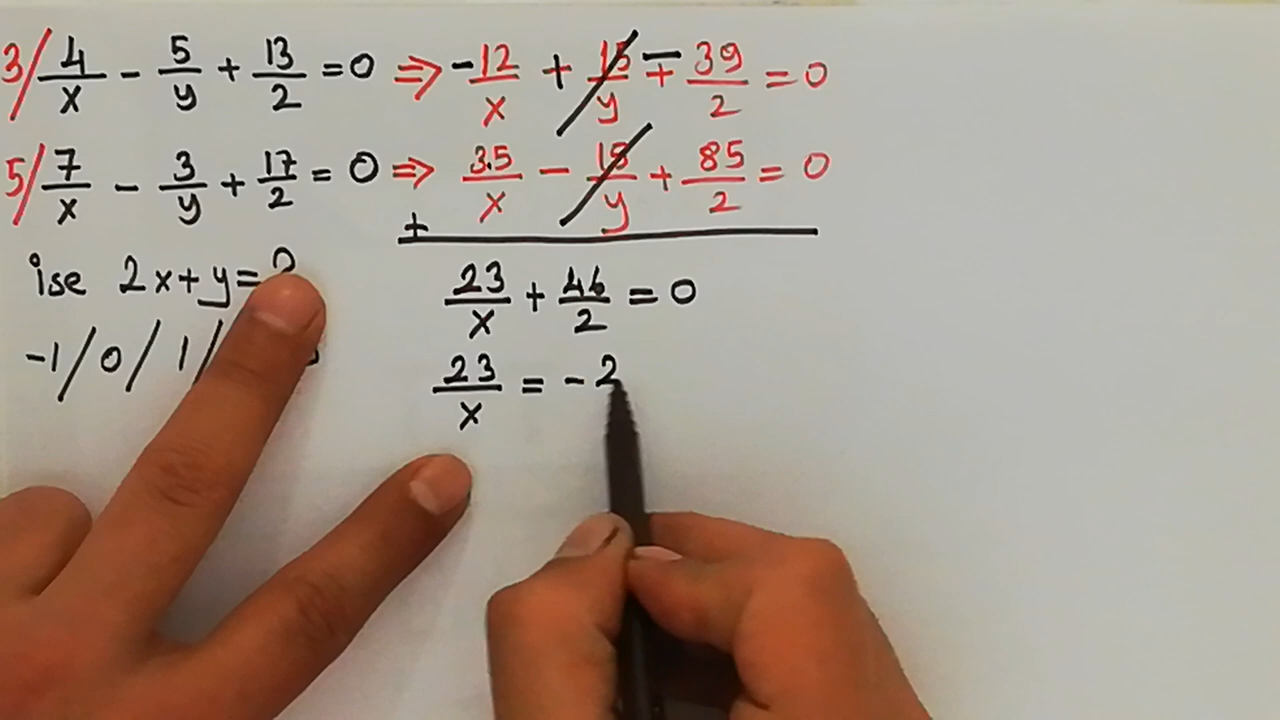 3/ 4/x - 5/y + 13/2 = 0 ⇒ -12/x + 15/y ∓ 39/2 = 0
5/ 7/x - 3/y + 17/2 = 0 ⇒ 35/x - 15/y + 85/2 = 0
+
ise 2x+y=?
23/x + 46/2 = 0
-1/0/1/
23/x = -2